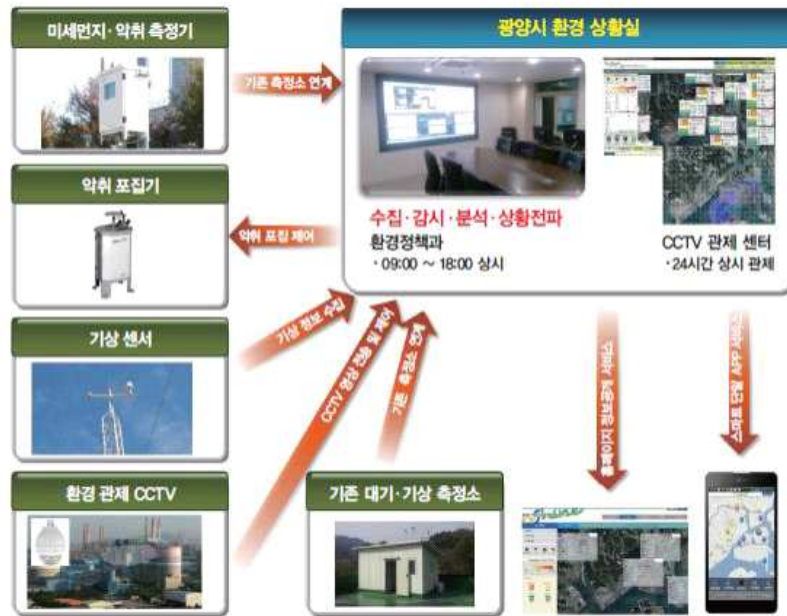 미세먼지·악취 측정기
광양시 환경 상황실
기존 측정소 연계
악취 포집기
악취 포집 제어
수집·감시·분석·상황전파
환경정책과
·09:00 ~ 18:00 상시
CCTV 관제 센터
·24시간 상시 관제
기상 센서
기상 정보 수집
CCTV 영상 전송 및 제어
기존 측정소 연계
홈페이지 정보공개 서비스
스마트 단말 APP 서비스
환경 관제 CCTV
기존 대기·기상 측정소